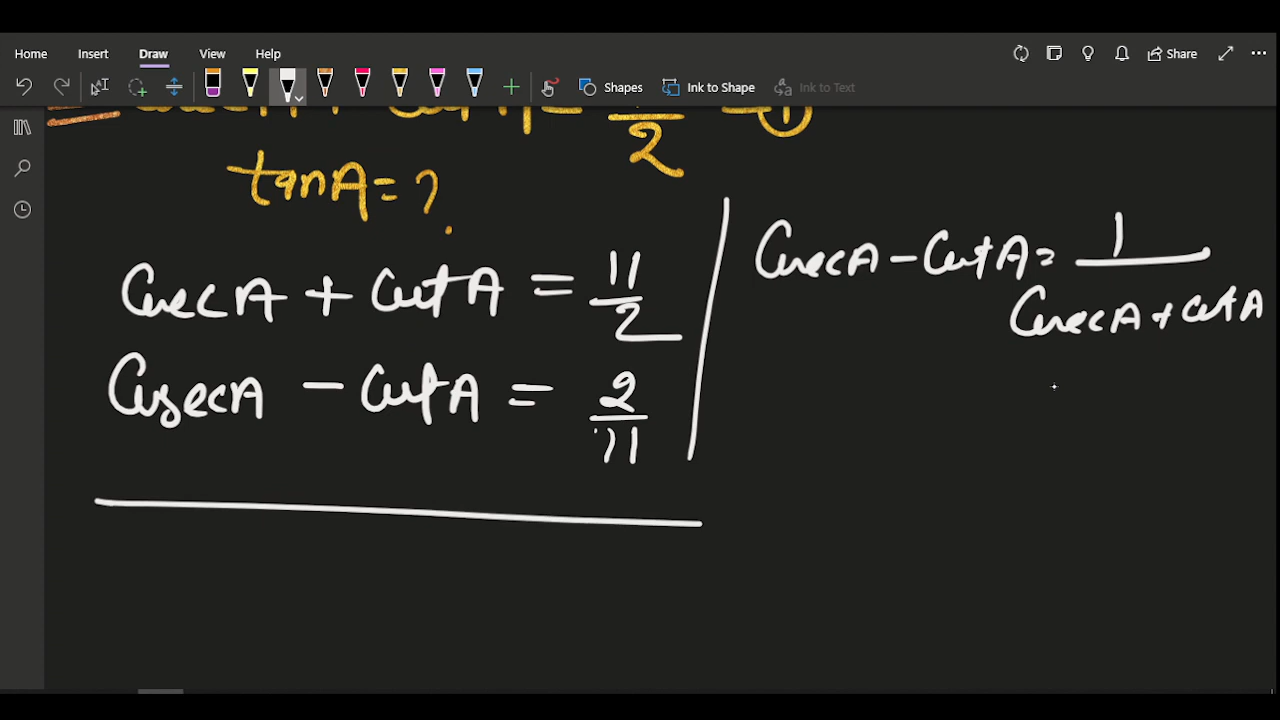 Home Insert Draw View Help Share
Shapes Ink to Shape Ink to Text
2
tanA = ?
CosecA + CotA = 11/2
CosecA - CotA = 2/11
CosecA - CotA = 1/(CosecA + CotA)